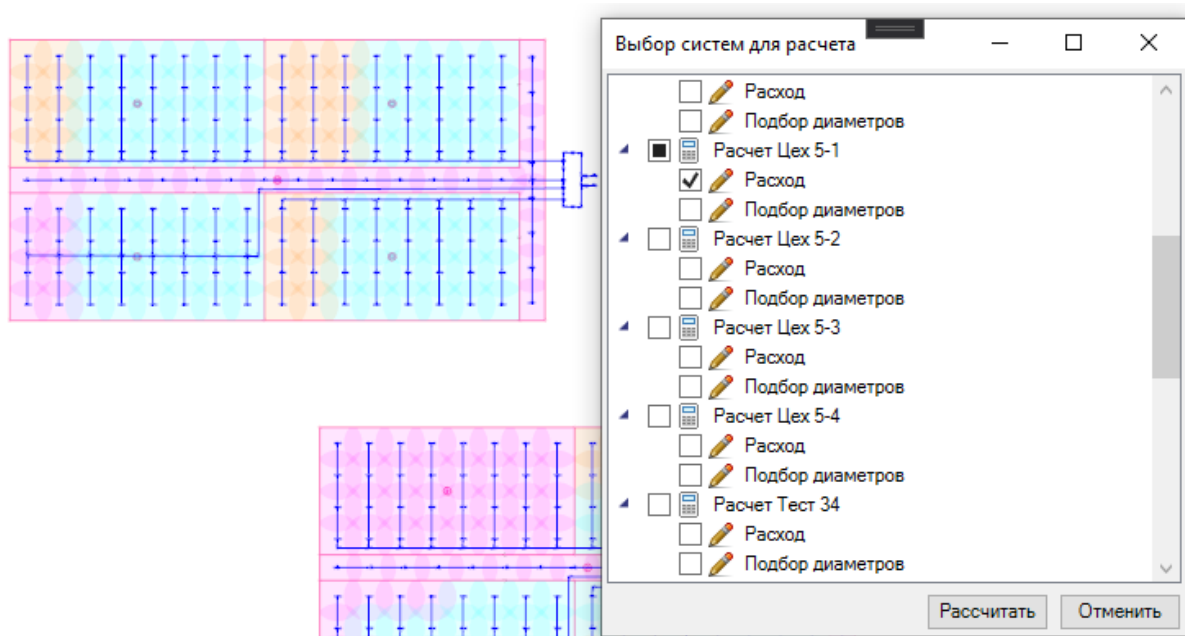 Выбор систем для расчета
Расход
Подбор диаметров
Расчет Цех 5-1
Расход
Подбор диаметров
Расчет Цех 5-2
Расход
Подбор диаметров
Расчет Цех 5-3
Расход
Подбор диаметров
Расчет Цех 5-4
Расход
Подбор диаметров
Расчет Тест 34
Расход
Подбор диаметров
Рассчитать Отменить